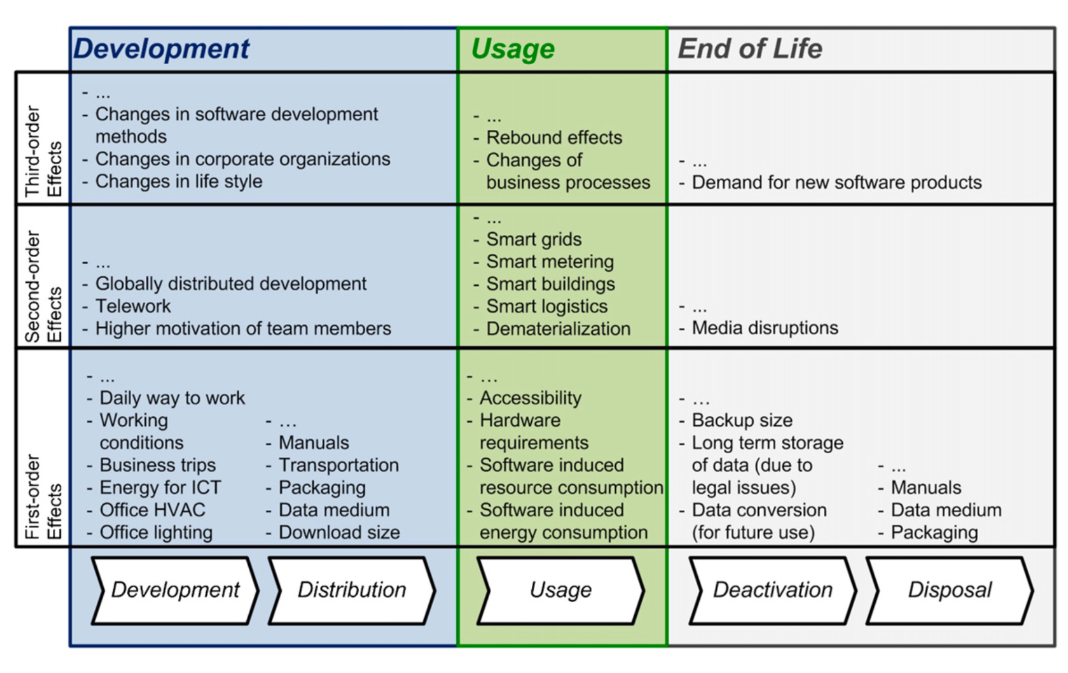 Development
Usage
End of Life
Third-order
Effects
- ...
- Changes in software development
methods
- Changes in corporate organizations
- Changes in life style
- ...
- Rebound effects
- Changes of
business processes
- ...
- Demand for new software products
Second-order
Effects
- ...
- Globally distributed development
- Telework
- Higher motivation of team members
- ...
- Smart grids
- Smart metering
- Smart buildings
- Smart logistics
- Dematerialization
- ...
- Media disruptions
First-order
Effects
- ...
- Daily way to work
- Working
conditions
- Business trips
- Energy for ICT
- Office HVAC
- Office lighting
- ...
- Manuals
- Transportation
- Packaging
- Data medium
- Download size
- ...
- Accessibility
- Hardware
requirements
- Software induced
resource consumption
- Software induced
energy consumption
- ...
- Backup size
- Long term storage
of data (due to
legal issues)
- Data conversion
(for future use)
- ...
- Manuals
- Data medium
- Packaging
Development
Distribution
Usage
Deactivation
Disposal